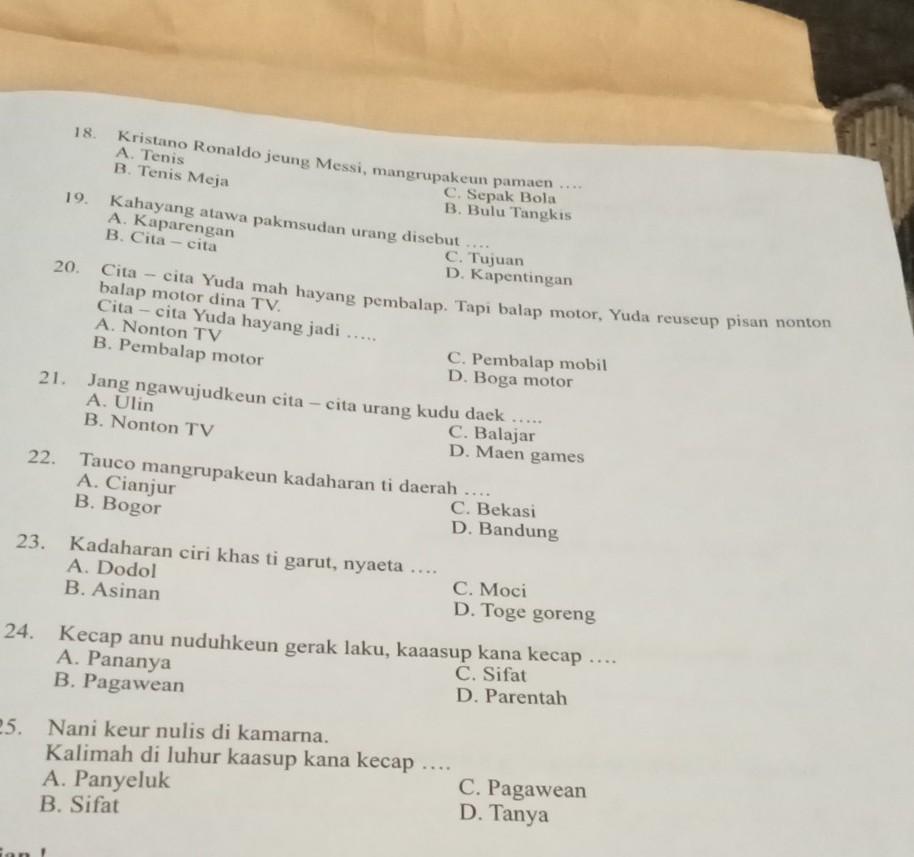 18. Kristano Ronaldo jeung Messi, mangrupakeun pamaen ....
A. Tenis
B. Tenis Meja
C. Sepak Bola
B. Bulu Tangkis
19. Kahayang atawa pakmsudan urang disebut ....
A. Kaparengan
B. Cita – cita
C. Tujuan
D. Kapentingan
20. Cita – cita Yuda mah hayang pembalap. Tapi balap motor, Yuda reuseup pisan nonton
balap motor dina TV.
Cita – cita Yuda hayang jadi .....
A. Nonton TV
B. Pembalap motor
C. Pembalap mobil
D. Boga motor
21. Jang ngawujudkeun cita – cita urang kudu daek .....
A. Ulin
B. Nonton TV
C. Balajar
D. Maen games
22. Tauco mangrupakeun kadaharan ti daerah ....
A. Cianjur
B. Bogor
C. Bekasi
D. Bandung
23. Kadaharan ciri khas ti garut, nyaeta ....
A. Dodol
B. Asinan
C. Moci
D. Toge goreng
24. Kecap anu nuduhkeun gerak laku, kaaasup kana kecap ....
A. Pananya
B. Pagawean
C. Sifat
D. Parentah
25. Nani keur nulis di kamarna.
Kalimah di luhur kaasup kana kecap ....
A. Panyeluk
B. Sifat
C. Pagawean
D. Tanya